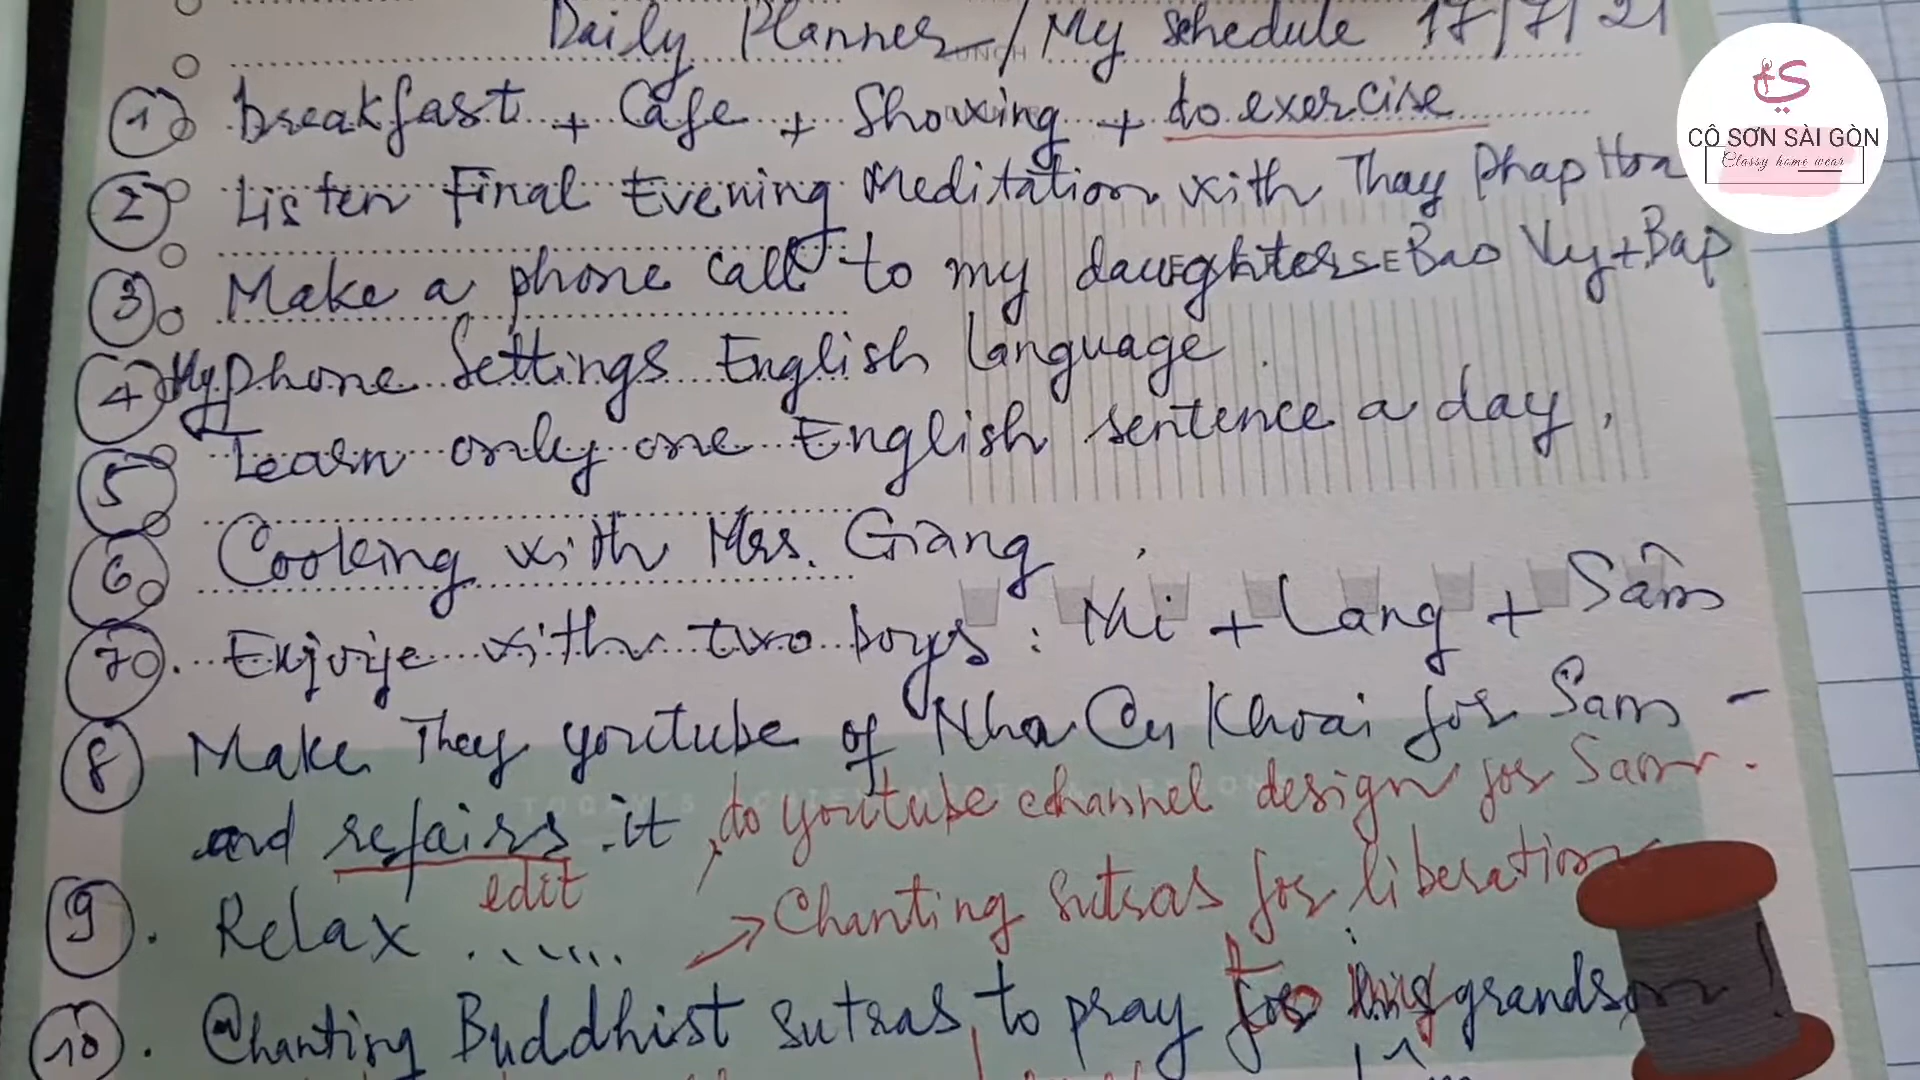 Daily Planner / My schedule 17/7/21
CÔ SƠN SÀI GÒN
Classy home wear
1 breakfast + Cafe + Showing + do exercise
2 Listen Final Evening Meditation with Thay Phap Hoa
3 Make a phone call to my daughters Bao Vy + Bap
4 My phone Settings English language.
5 Learn only one English sentence a day,
6 Cooking with Mrs. Giang
7. Enjoye with two boys : Mi + Lang + Sâm
8 Make They youtube of Nha Cu Khoai for Sam -
and refairs it, do youtube channel design for Sam.
edit
9. Relax ......
→ Chanting sutras for liberation
10. Chanting Buddhist sutras, to pray for grandson